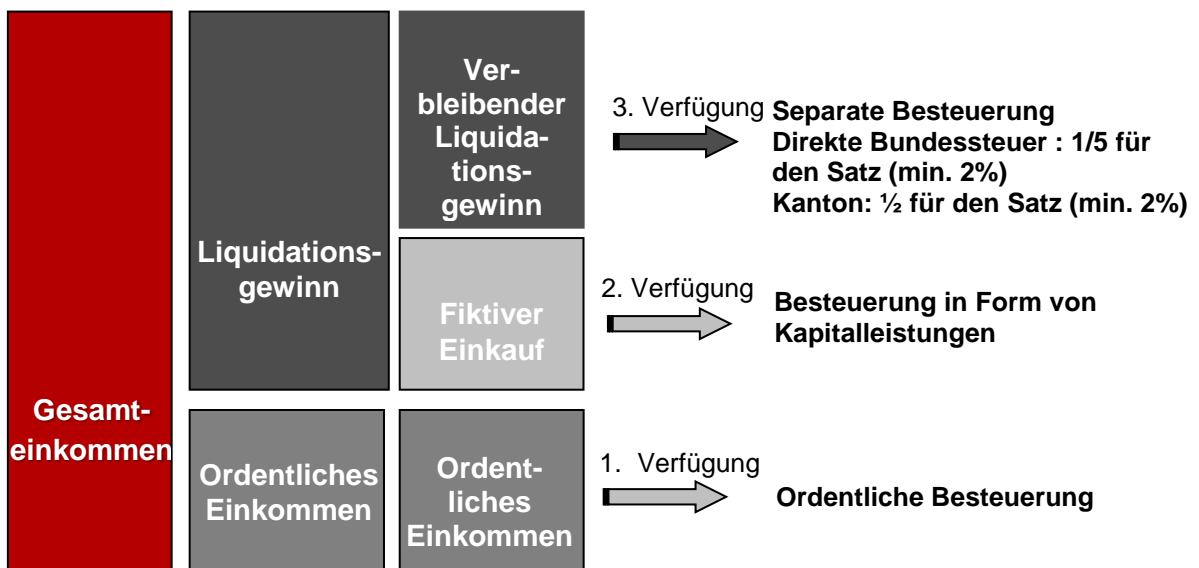 Gesamt-
einkommen
Liquidations-
gewinn
Ordentliches
Einkommen
Ver-
bleibender
Liquida-
tions-
gewinn
Fiktiver
Einkauf
Ordent-
liches
Einkommen
3. Verfügung
Separate Besteuerung
Direkte Bundessteuer : 1/5 für
den Satz (min. 2%)
Kanton: ½ für den Satz (min. 2%)
2. Verfügung
Besteuerung in Form von
Kapitalleistungen
1. Verfügung
Ordentliche Besteuerung